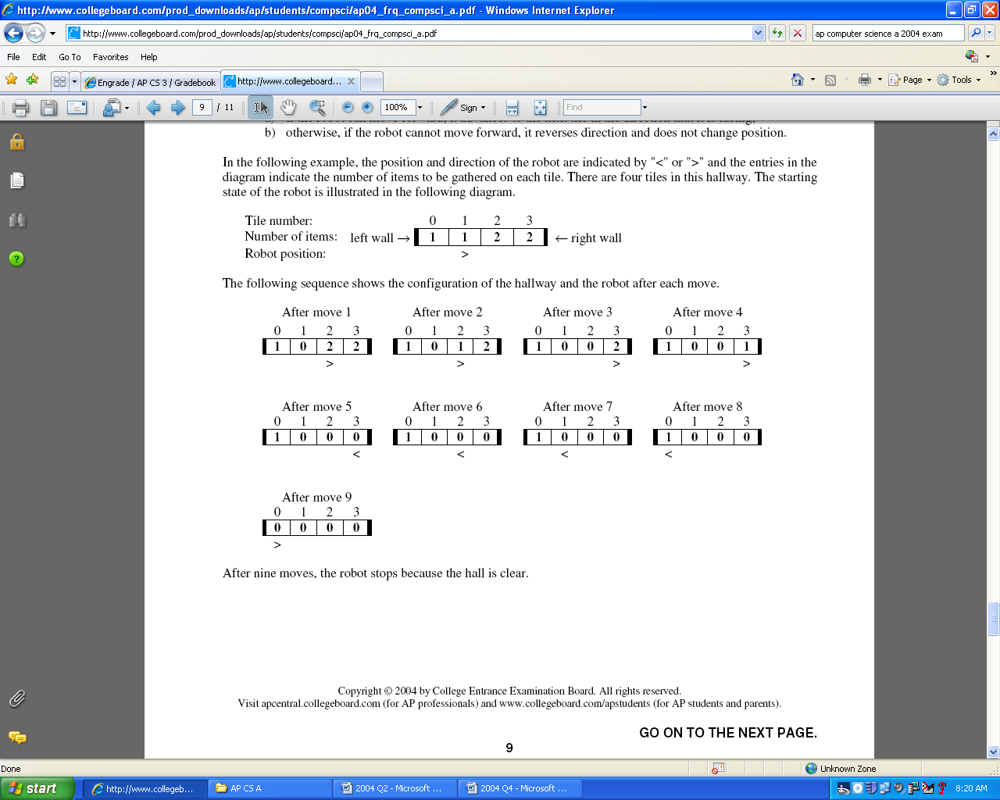 http://www.collegeboard.com/prod_downloads/ap/students/compsci/ap04_frq_compsci_a.pdf - Windows Internet Explorer
http://www.collegeboard.com/prod_downloads/ap/students/compsci/ap04_frq_compsci_a.pdf
ap computer science a 2004 exam
File Edit Go To Favorites Help
Engrade / AP CS 3 / Gradebook
http://www.collegeboard...
Page Tools
9 / 11
100%
Sign
Find
b) otherwise, if the robot cannot move forward, it reverses direction and does not change position.
In the following example, the position and direction of the robot are indicated by "<" or ">" and the entries in the
diagram indicate the number of items to be gathered on each tile. There are four tiles in this hallway. The starting
state of the robot is illustrated in the following diagram.
Tile number: 0 1 2 3
Number of items: left wall → 1 1 2 2 ← right wall
Robot position: >
The following sequence shows the configuration of the hallway and the robot after each move.
After move 1 After move 2 After move 3 After move 4
0 1 2 3 0 1 2 3 0 1 2 3 0 1 2 3
1 0 2 2 1 0 1 2 1 0 0 2 1 0 0 1
> > > >
After move 5 After move 6 After move 7 After move 8
0 1 2 3 0 1 2 3 0 1 2 3 0 1 2 3
1 0 0 0 1 0 0 0 1 0 0 0 1 0 0 0
< < < <
After move 9
0 1 2 3
0 0 0 0
>
After nine moves, the robot stops because the hall is clear.
Copyright © 2004 by College Entrance Examination Board. All rights reserved.
Visit apcentral.collegeboard.com (for AP professionals) and www.collegeboard.com/apstudents (for AP students and parents).
GO ON TO THE NEXT PAGE.
9
Done
Unknown Zone
start
http://www.collegeb...
AP CS A
2004 Q2 - Microsoft ...
2004 Q4 - Microsoft ...
8:20 AM